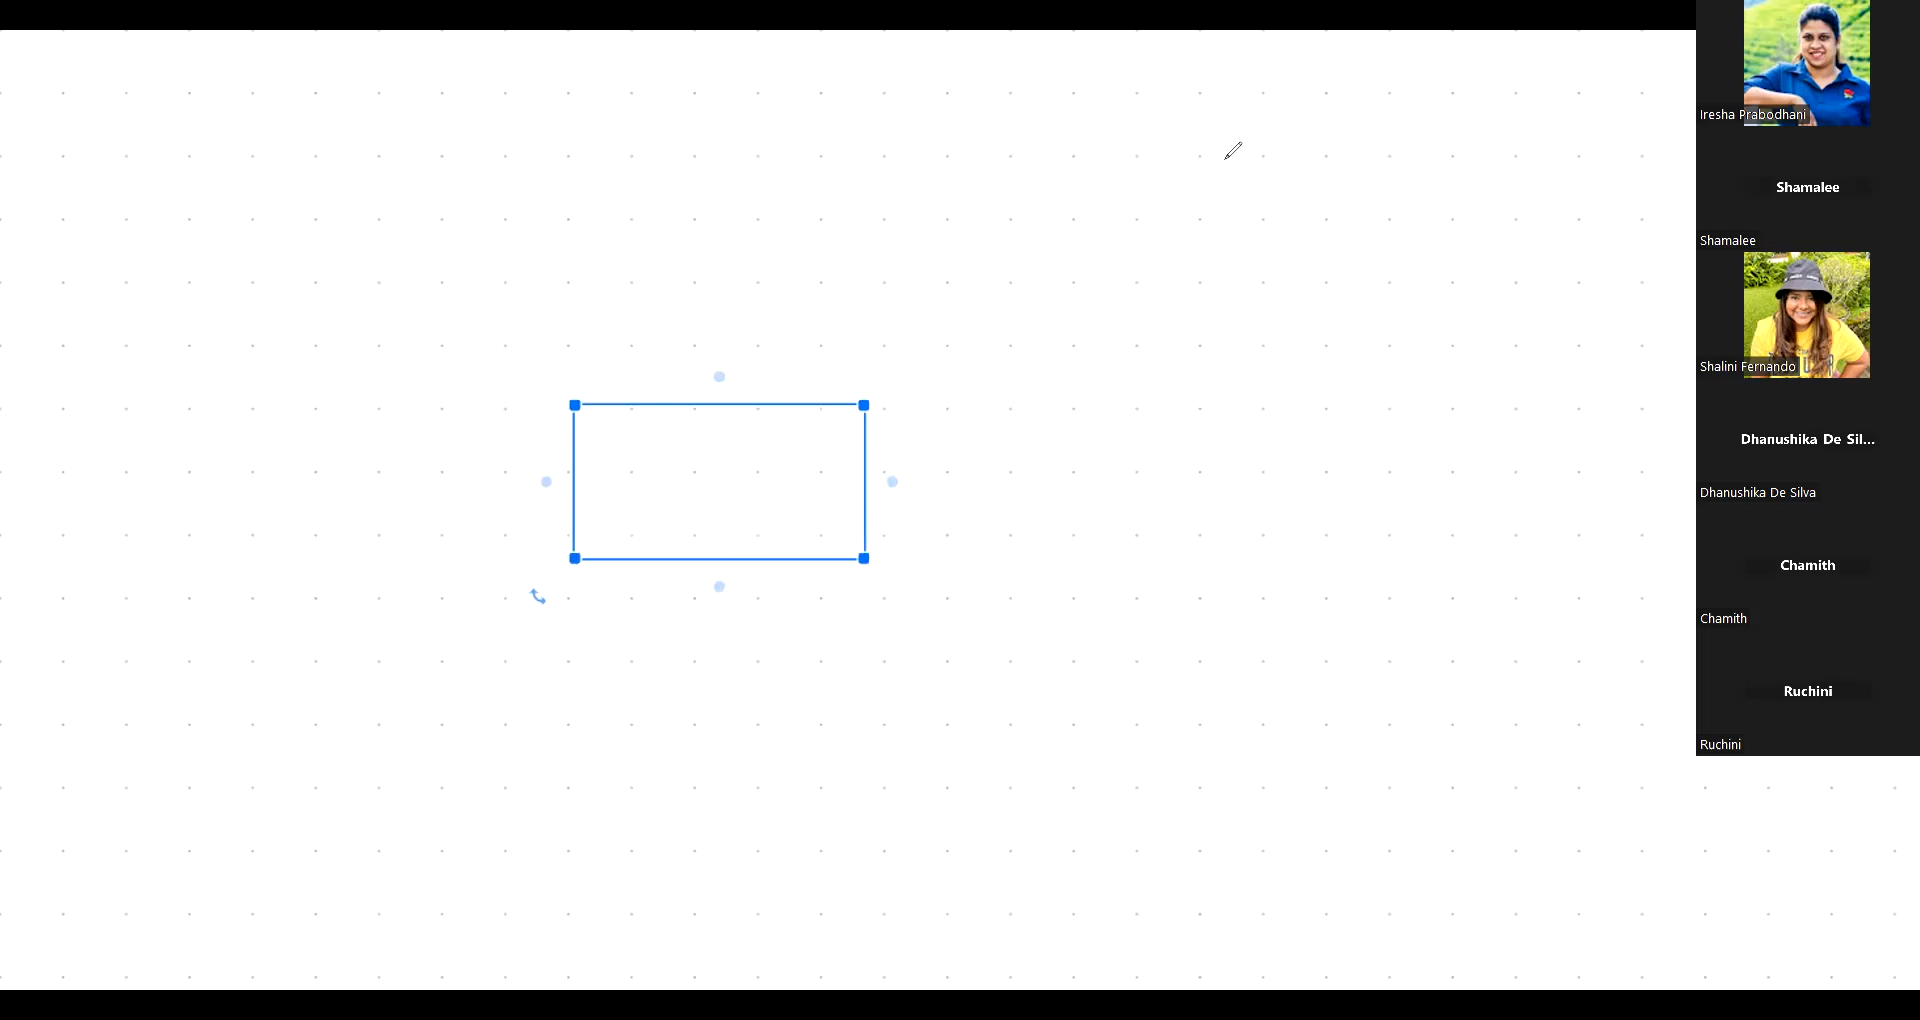 Iresha Prabodhani
Shamalee
Shamalee
Shalini Fernando
Dhanushika De Sil...
Dhanushika De Silva
Chamith
Chamith
Ruchini
Ruchini